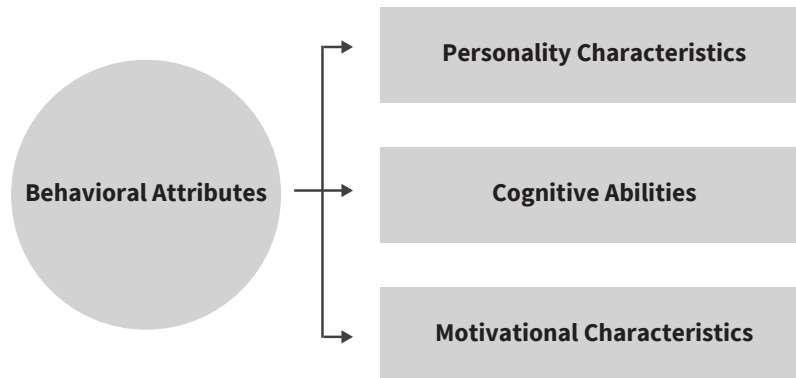 Personality Characteristics
Behavioral Attributes
Cognitive Abilities
Motivational Characteristics